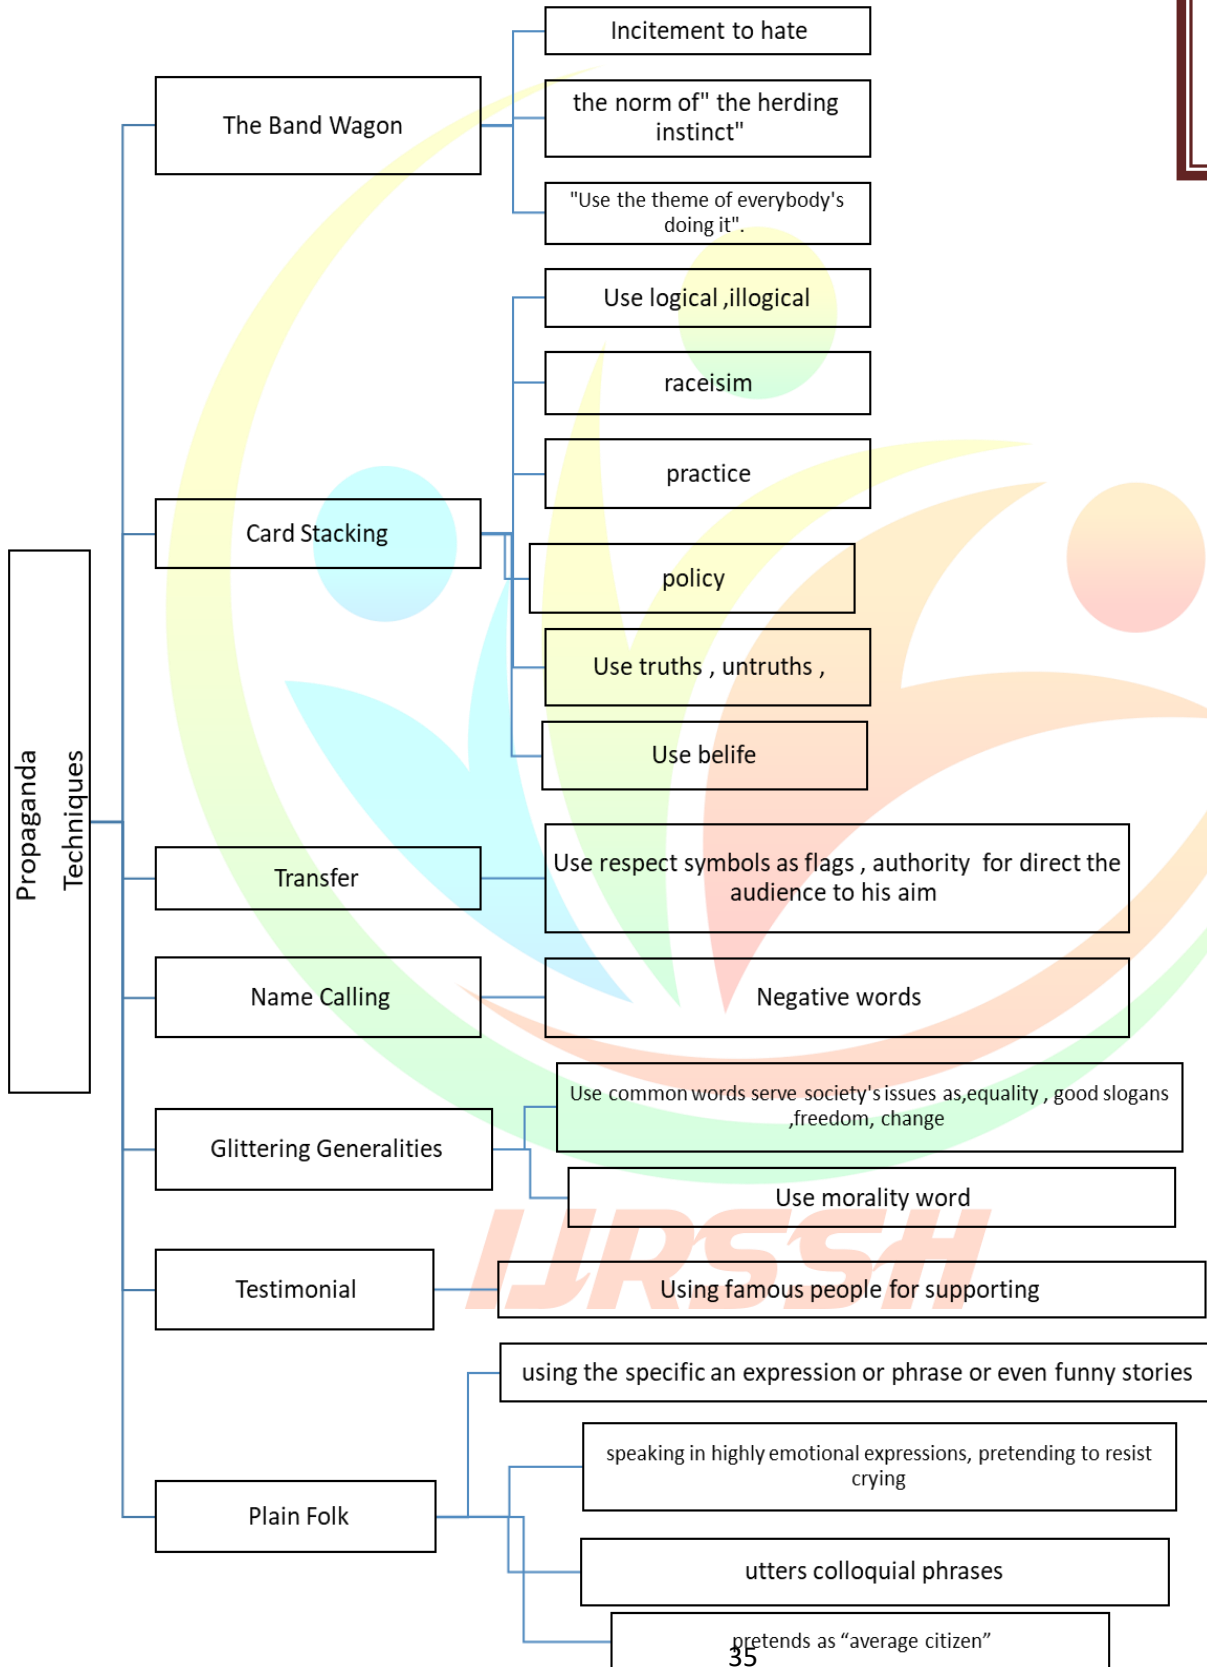 Incitement to hate
The Band Wagon
the norm of" the herding
instinct"
"Use the theme of everybody's
doing it".
Use logical ,illogical
raceisim
practice
Card Stacking
policy
Use truths , untruths ,
Use belife
Propaganda
Techniques
Transfer
Use respect symbols as flags , authority for direct the
audience to his aim
Name Calling
Negative words
Glittering Generalities
Use common words serve society's issues as,equality , good slogans
,freedom, change
Use morality word
IJRSSH
Testimonial
Using famous people for supporting
using the specific an expression or phrase or even funny stories
speaking in highly emotional expressions, pretending to resist
crying
Plain Folk
utters colloquial phrases
pretends as “average citizen”
35